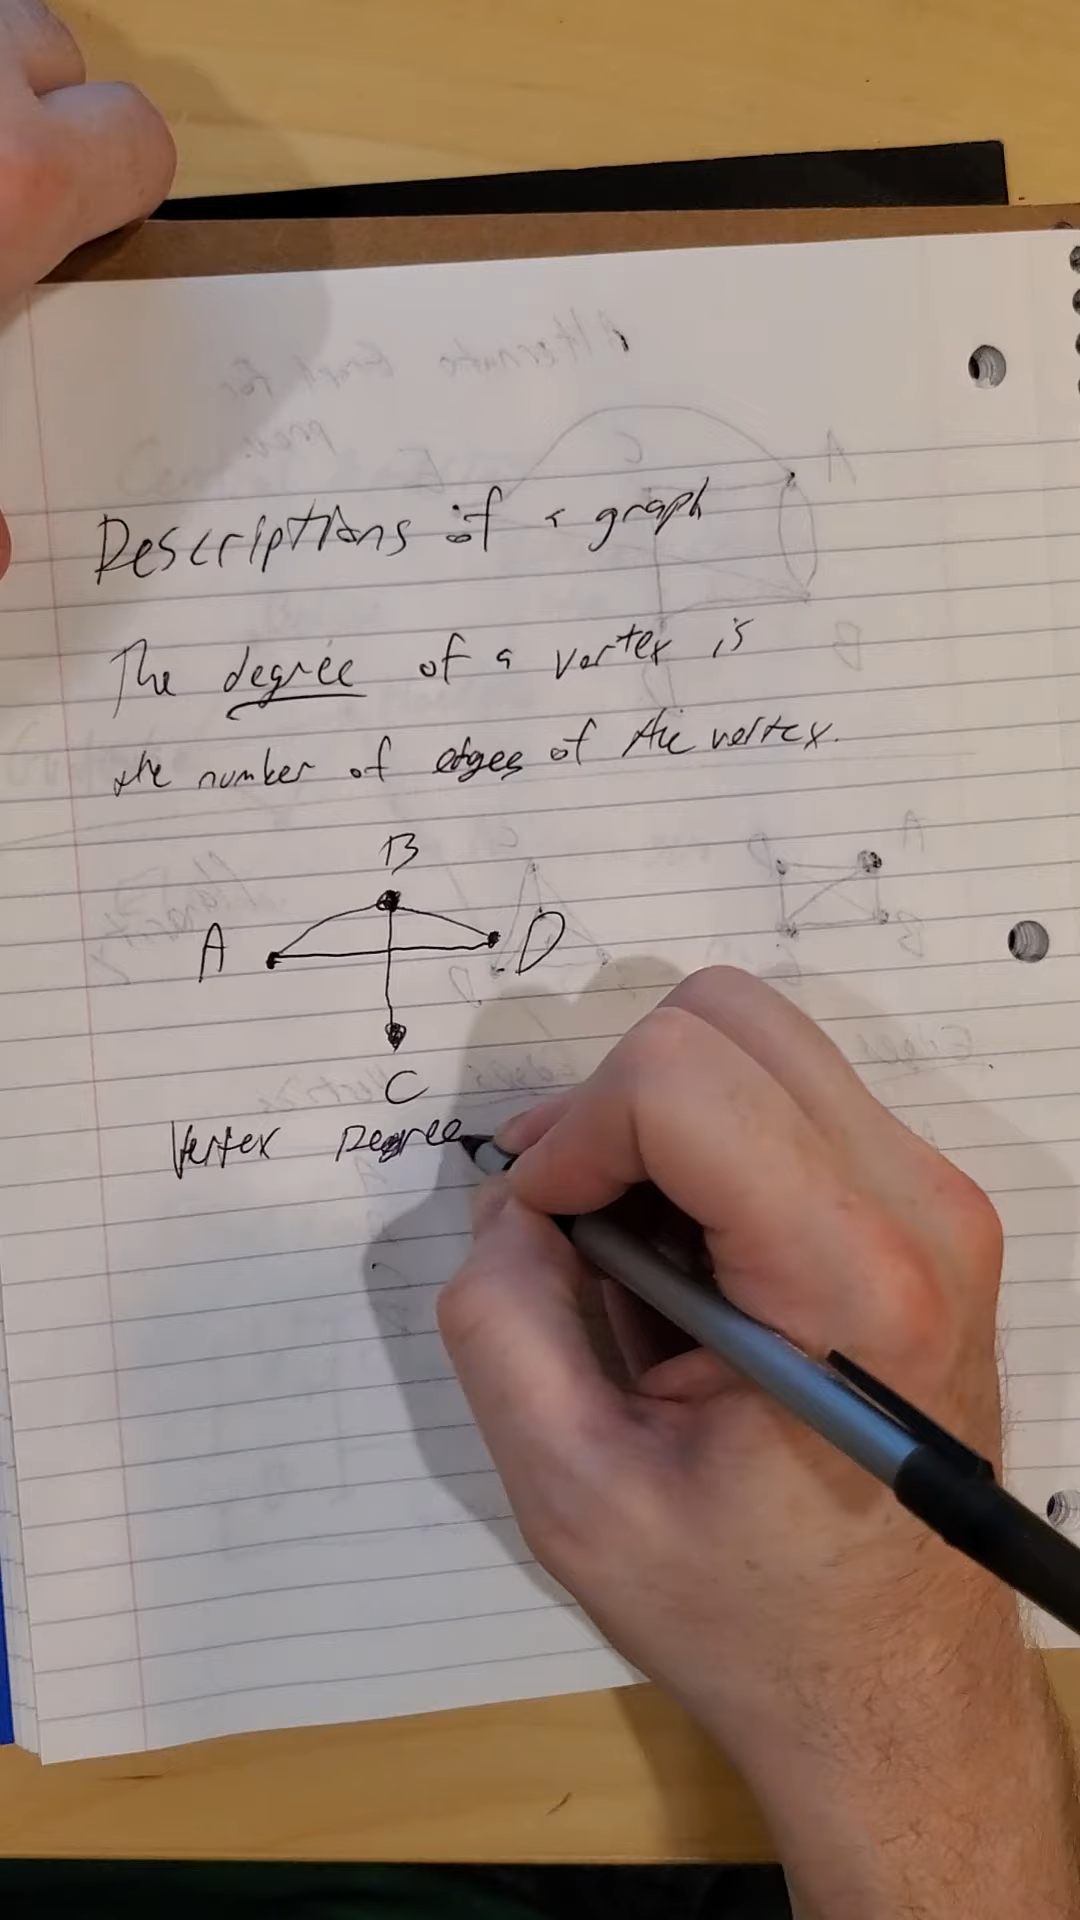 Descriptions of a graph
The degree of a vertex is
the number of edges of the vertex.
B
A D
C
Vertex Degree